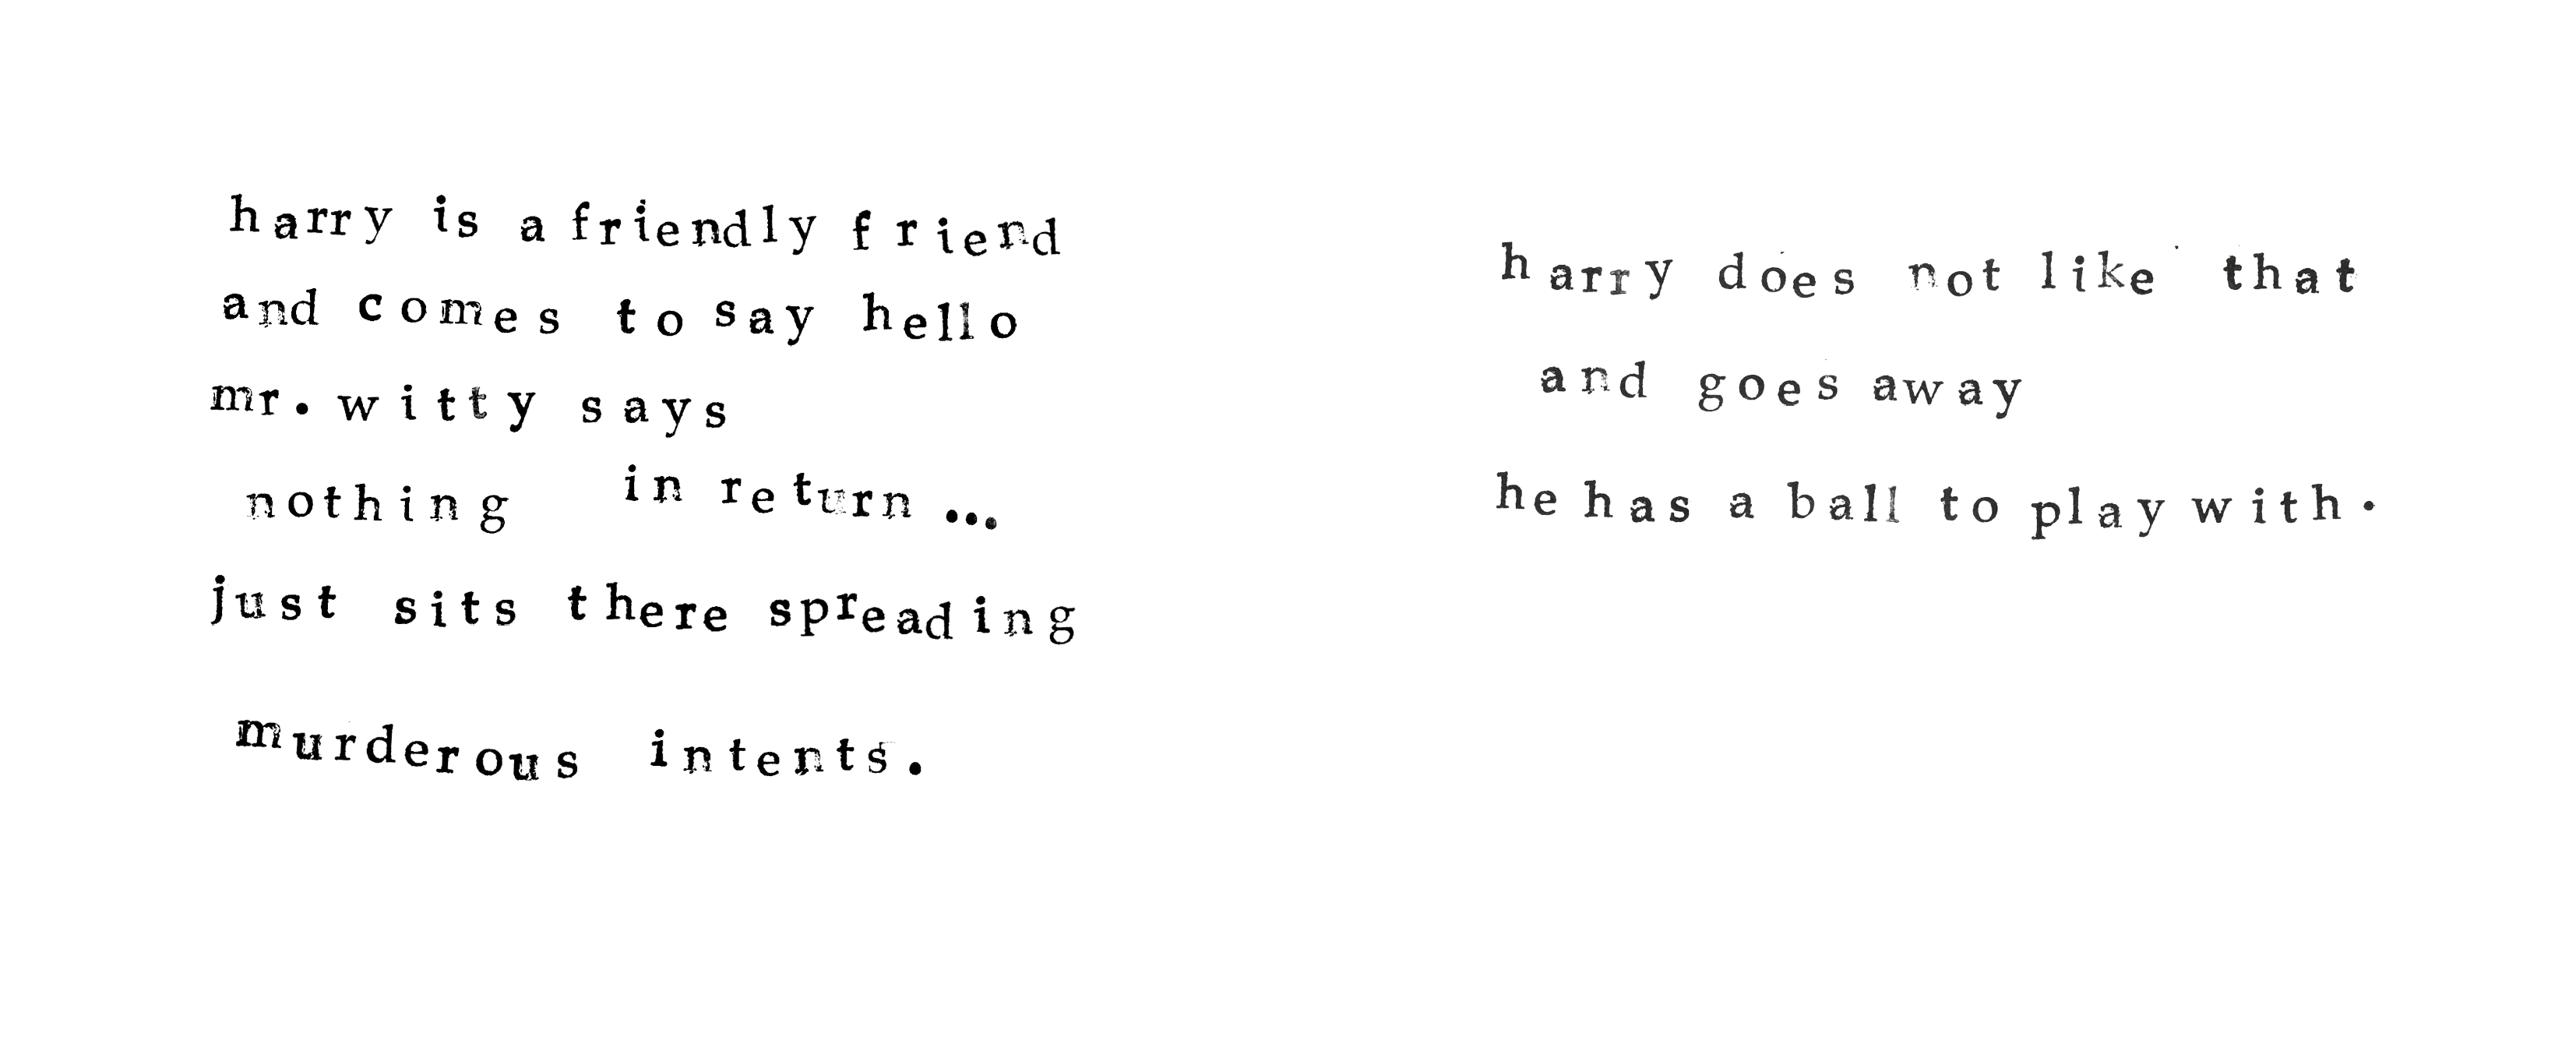 harry is a friendly friend
and comes to say hello
mr. witty says
nothing in return ...
just sits there spreading
murderous intents.
harry does not like that
and goes away
he has a ball to play with.